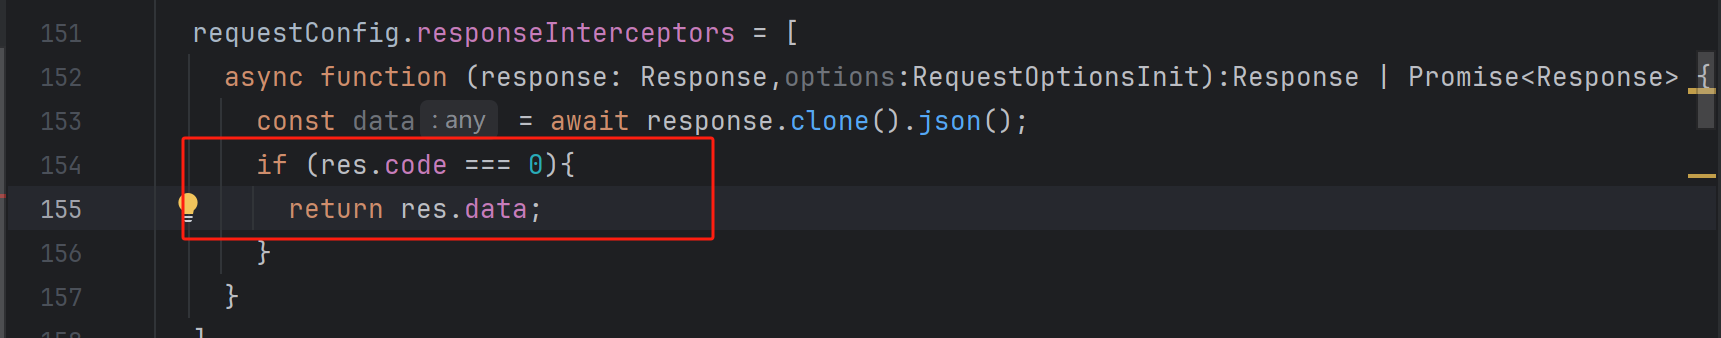 151 requestConfig.responseInterceptors = [
152 async function (response: Response,options:RequestOptionsInit):Response | Promise<Response> {
153 const data : any = await response.clone().json();
154 if (res.code === 0){
155 return res.data;
156 }
157 }
]